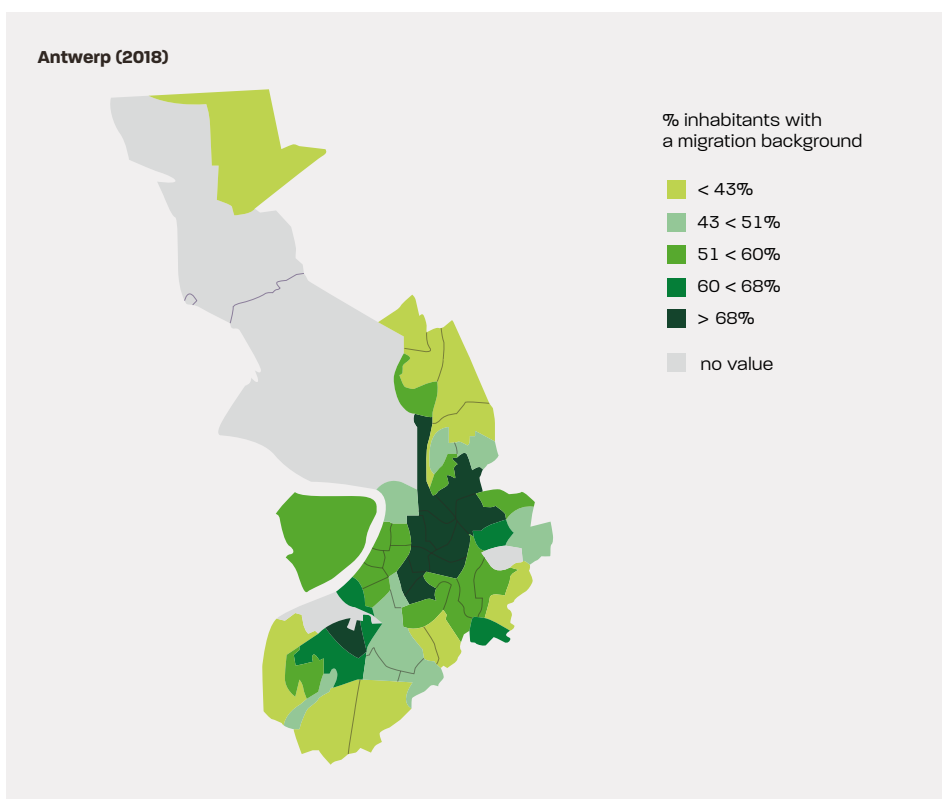 Antwerp (2018)
% inhabitants with
a migration background
< 43%
43 < 51%
51 < 60%
60 < 68%
> 68%
no value